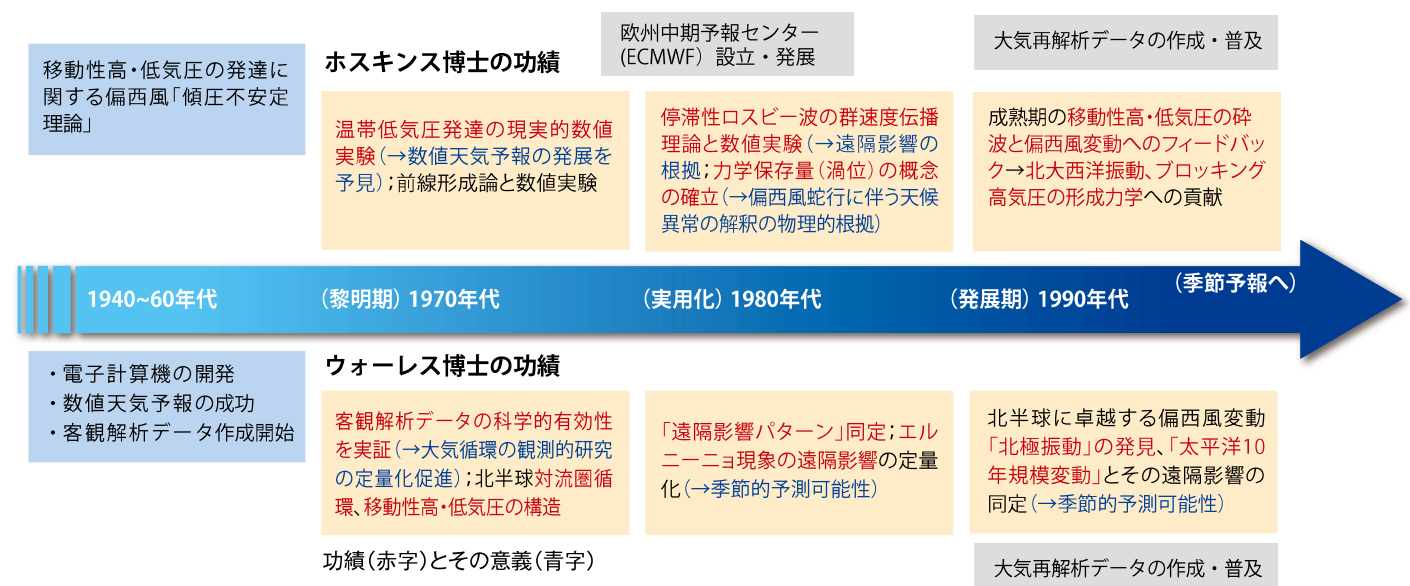 移動性高・低気圧の発達に
関する偏西風「傾圧不安定
理論」
ホスキンス博士の功績
欧州中期予報センター
(ECMWF）設立・発展
大気再解析データの作成・普及
温帯低気圧発達の現実的数値
実験（→数値天気予報の発展を
予見）；前線形成論と数値実験
停滞性ロスビー波の群速度伝播
理論と数値実験（→遠隔影響の
根拠；力学保存量（渦位）の概念
の確立（→偏西風蛇行に伴う天候
異常の解釈の物理的根拠）
成熟期の移動性高・低気圧の砕
波と偏西風変動へのフィードバッ
ク→北大西洋振動、ブロッキング
高気圧の形成力学への貢献
1940~60年代
（黎明期）1970年代
（実用化）1980年代
（発展期）1990年代
（季節予報へ）
・電子計算機の開発
・数値天気予報の成功
・客観解析データ作成開始
ウォーレス博士の功績
客観解析データの科学的有効性
を実証（→大気循環の観測的研究
の定量化促進）；北半球対流圏循
環、移動性高・低気圧の構造
「遠隔影響パターン」同定；エル
ニーニョ現象の遠隔影響の定量
化（→季節的予測可能性）
北半球に卓越する偏西風変動
「北極振動」の発見、「太平洋10
年規模変動」とその遠隔影響の
同定（→季節的予測可能性）
功績（赤字）とその意義（青字）
大気再解析データの作成・普及